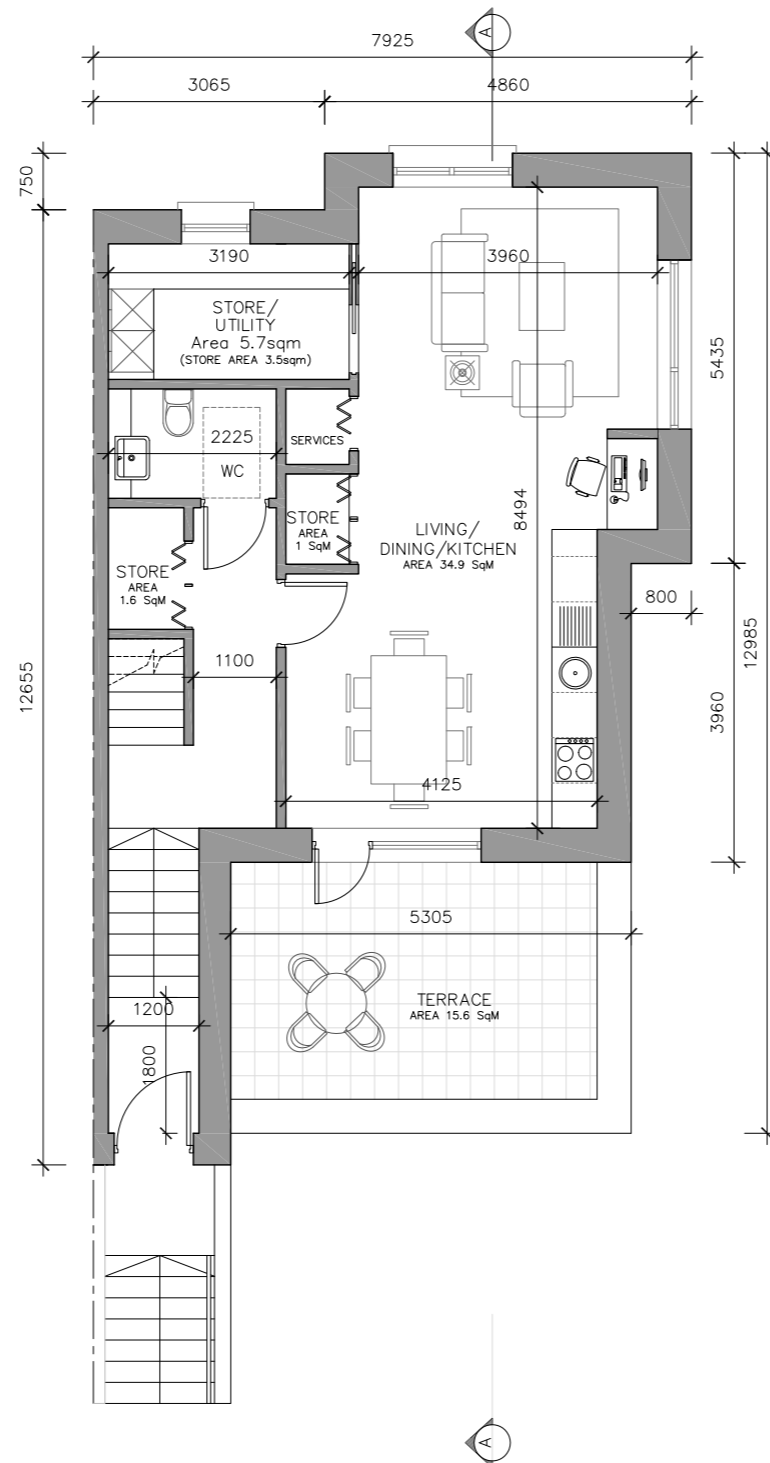 A
7925
3065
4860
750
3190
3960
STORE/
UTILITY
Area 5.7sqm
(STORE AREA 3.5sqm)
5435
2225
WC
SERVICES
8494
STORE
AREA
1 SqM
LIVING/
DINING/KITCHEN
AREA 34.9 SqM
STORE
AREA
1.6 SqM
800
12985
12655
1100
3960
4125
5305
TERRACE
AREA 15.6 SqM
1200
1800
A